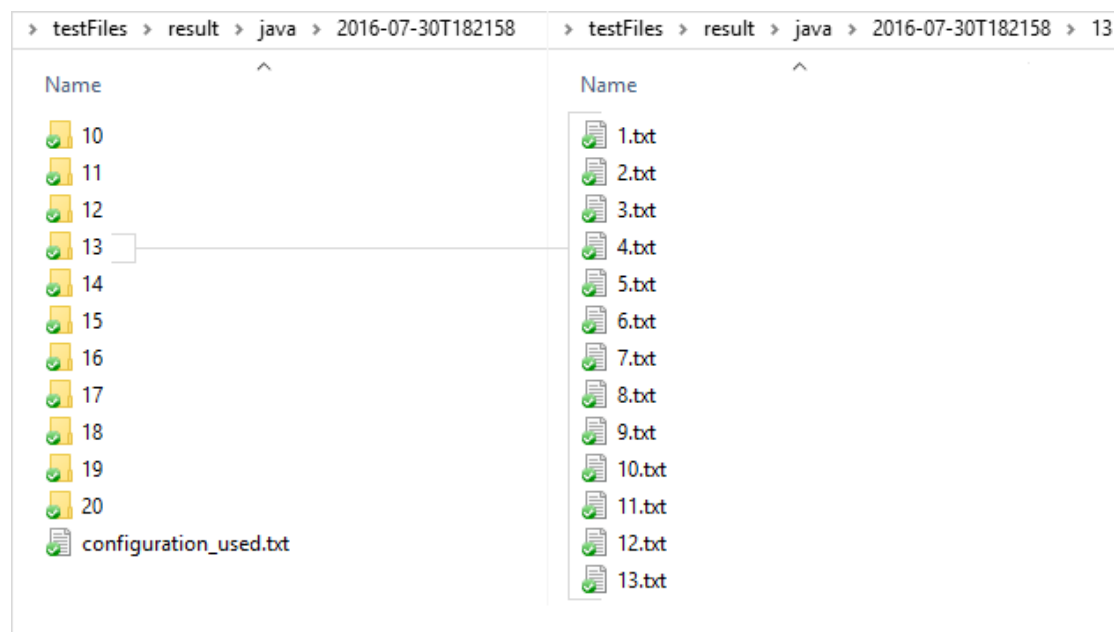 > testFiles > result > java > 2016-07-30T182158
Name
10
11
12
13
14
15
16
17
18
19
20
configuration_used.txt
> testFiles > result > java > 2016-07-30T182158 > 13
Name
1.txt
2.txt
3.txt
4.txt
5.txt
6.txt
7.txt
8.txt
9.txt
10.txt
11.txt
12.txt
13.txt